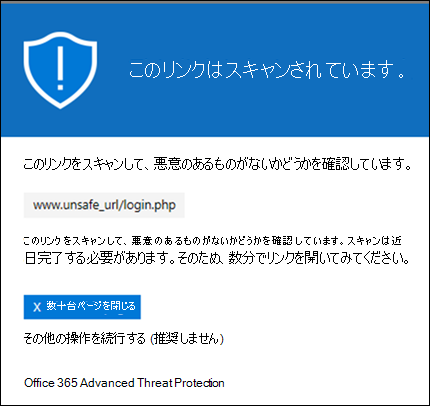 このリンクはスキャンされています。
このリンクをスキャンして、悪意のあるものがないかどうかを確認しています。
www.unsafe_url/login.php
このリンクをスキャンして、悪意のあるものがないかどうかを確認しています。スキャンは近
日完了する必要があります。そのため、数分でリンクを開いてみてください。
X 数十台ページを閉じる
その他の操作を続行する (推奨しません)
Office 365 Advanced Threat Protection